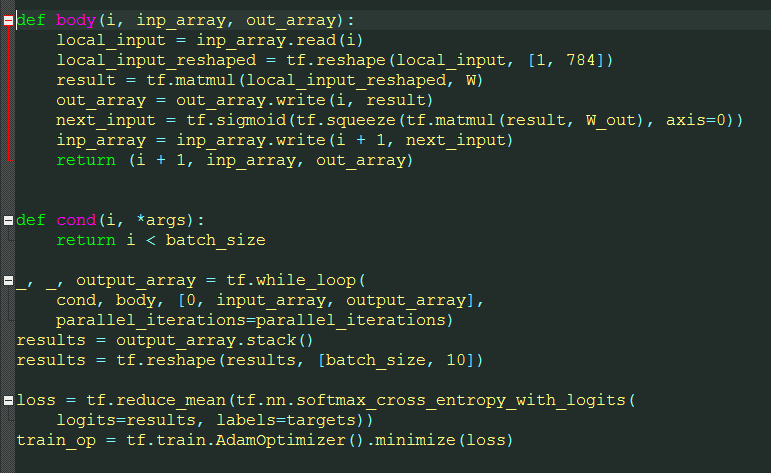 def body(i, inp_array, out_array):
    local_input = inp_array.read(i)
    local_input_reshaped = tf.reshape(local_input, [1, 784])
    result = tf.matmul(local_input_reshaped, W)
    out_array = out_array.write(i, result)
    next_input = tf.sigmoid(tf.squeeze(tf.matmul(result, W_out), axis=0))
    inp_array = inp_array.write(i + 1, next_input)
    return (i + 1, inp_array, out_array)
def cond(i, *args):
    return i < batch_size
_, _, output_array = tf.while_loop(
    cond, body, [0, input_array, output_array],
    parallel_iterations=parallel_iterations)
results = output_array.stack()
results = tf.reshape(results, [batch_size, 10])
loss = tf.reduce_mean(tf.nn.softmax_cross_entropy_with_logits(
    logits=results, labels=targets))
train_op = tf.train.AdamOptimizer().minimize(loss)